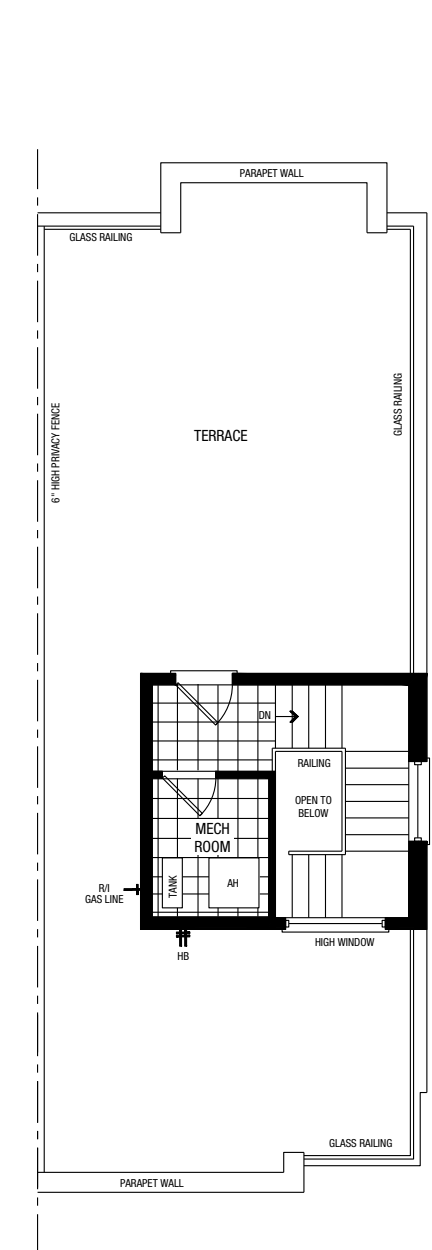 PARAPET WALL
GLASS RAILING
GLASS RAILING
6" HIGH PRIVACY FENCE
TERRACE
DN
RAILING
OPEN TO
BELOW
MECH
ROOM
TANK
AH
R/I
GAS LINE
HB
HIGH WINDOW
GLASS RAILING
PARAPET WALL